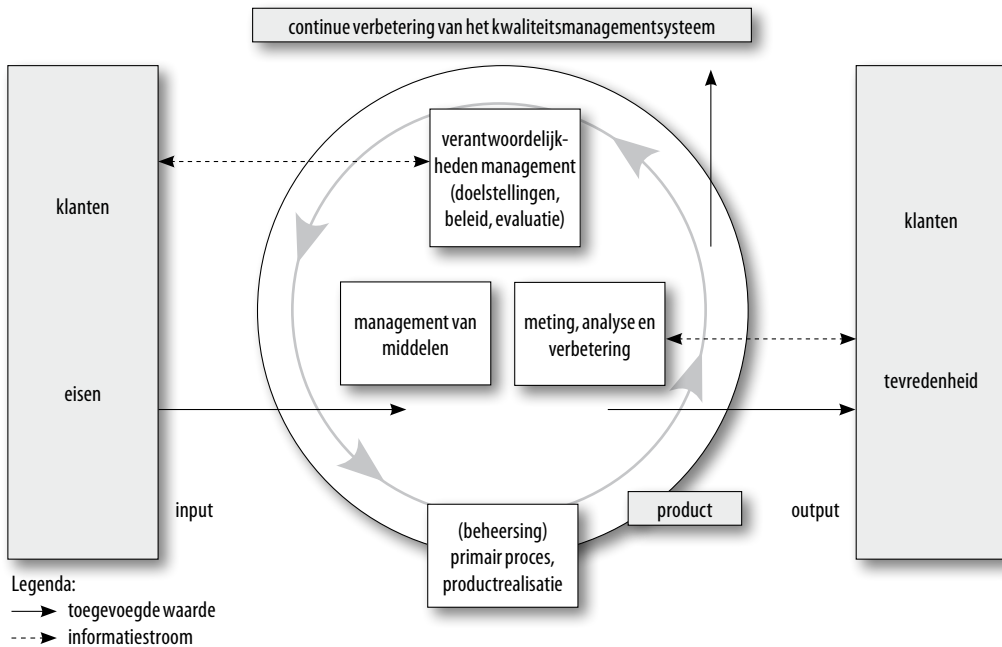 continue verbetering van het kwaliteitsmanagementsysteem
klanten
eisen
verantwoordelijk-
heden management
(doelstellingen,
beleid, evaluatie)
management van
middelen
meting, analyse en
verbetering
klanten
tevredenheid
input
(beheersing)
primair proces,
productrealisatie
product
output
Legenda:
toegevoegde waarde
informatiestroom